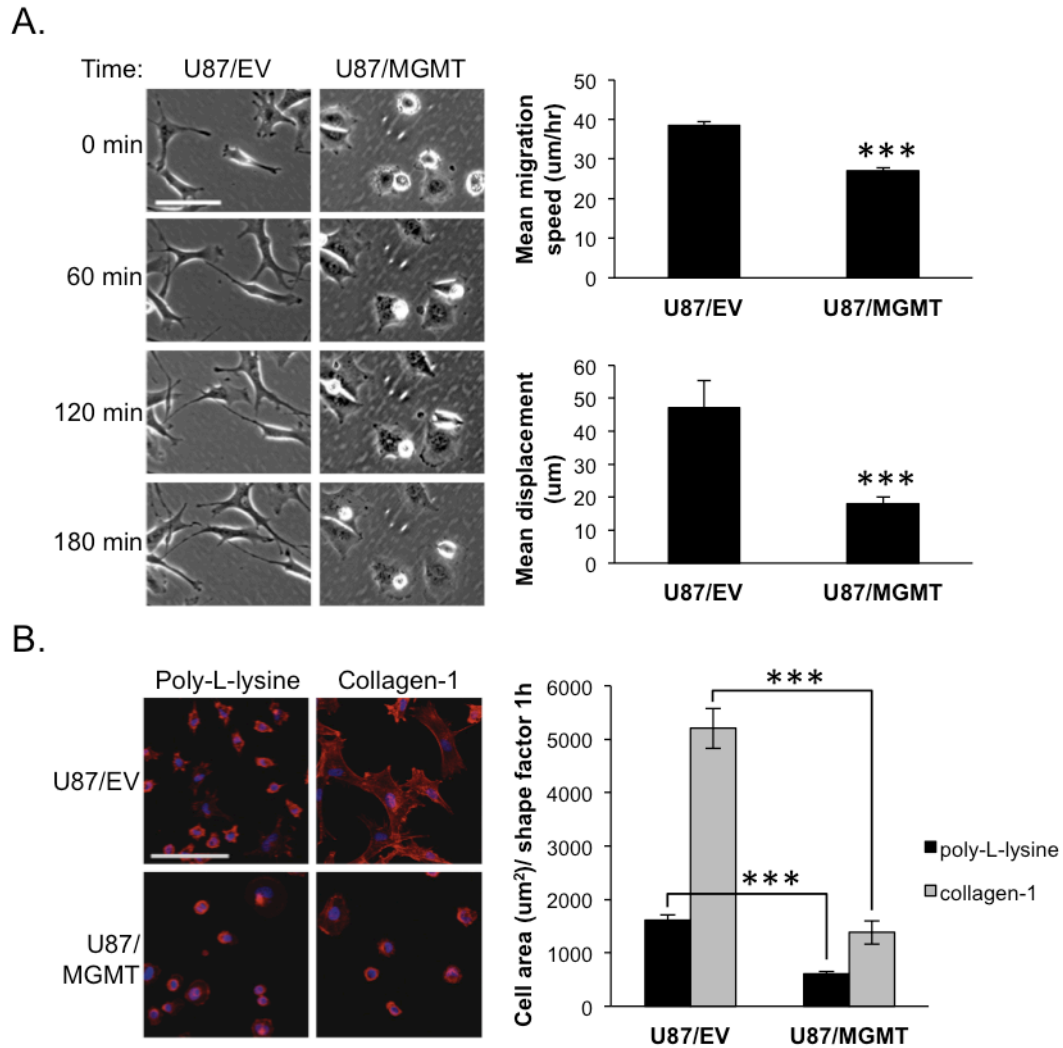 A.
Time: U87/EV U87/MGMT
0 min
60 min
120 min
180 min
Mean migration
speed (um/hr)
50
40
30
20
10
0
***
U87/EV U87/MGMT
Mean displacement
(um)
60
50
40
30
20
10
0
***
U87/EV U87/MGMT
B.
Poly-L-lysine Collagen-1
U87/EV
U87/
MGMT
Cell area (um²)/ shape factor 1h
6000
5000
4000
3000
2000
1000
0
***
***
U87/EV U87/MGMT
poly-L-lysine
collagen-1